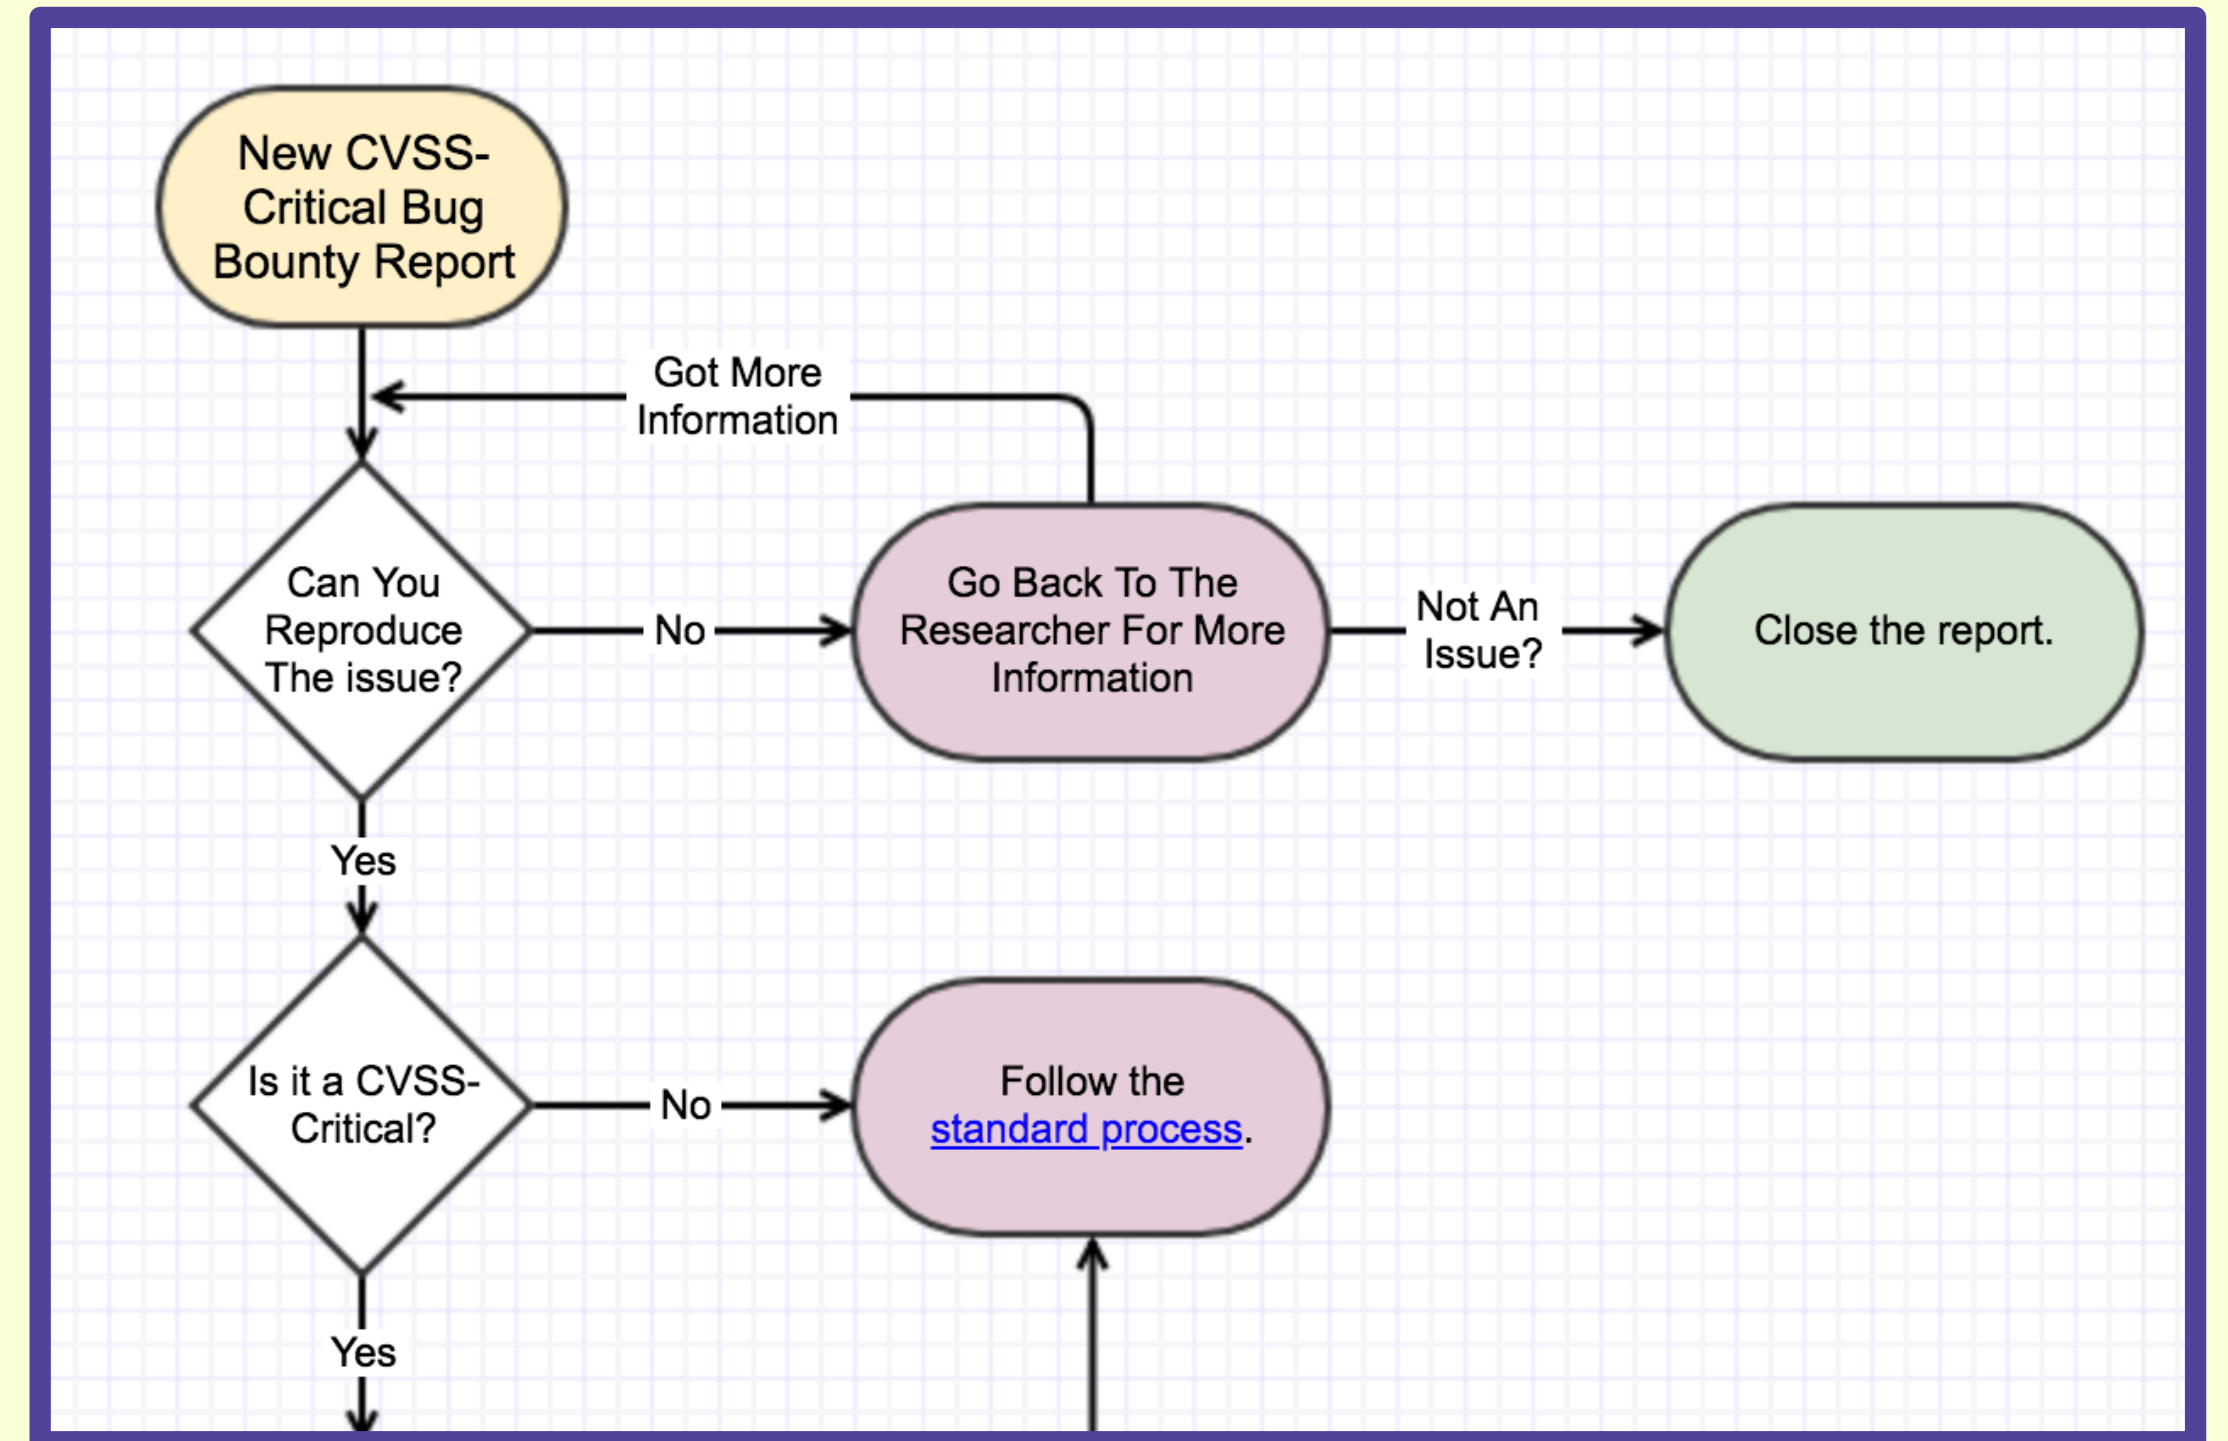 New CVSS-
Critical Bug
Bounty Report
Got More
Information
Can You
Reproduce
The issue?
No
Go Back To The
Researcher For More
Information
Not An
Issue?
Close the report.
Yes
Is it a CVSS-
Critical?
No
Follow the
standard process.
Yes